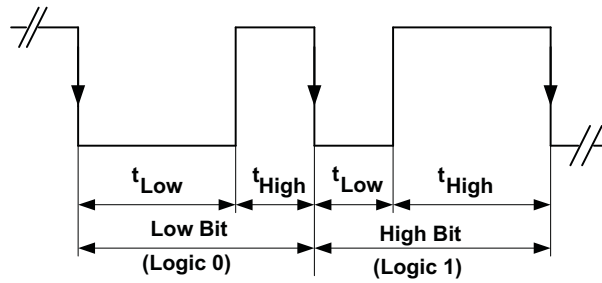 tLow tHigh tLow tHigh
Low Bit High Bit
(Logic 0) (Logic 1)